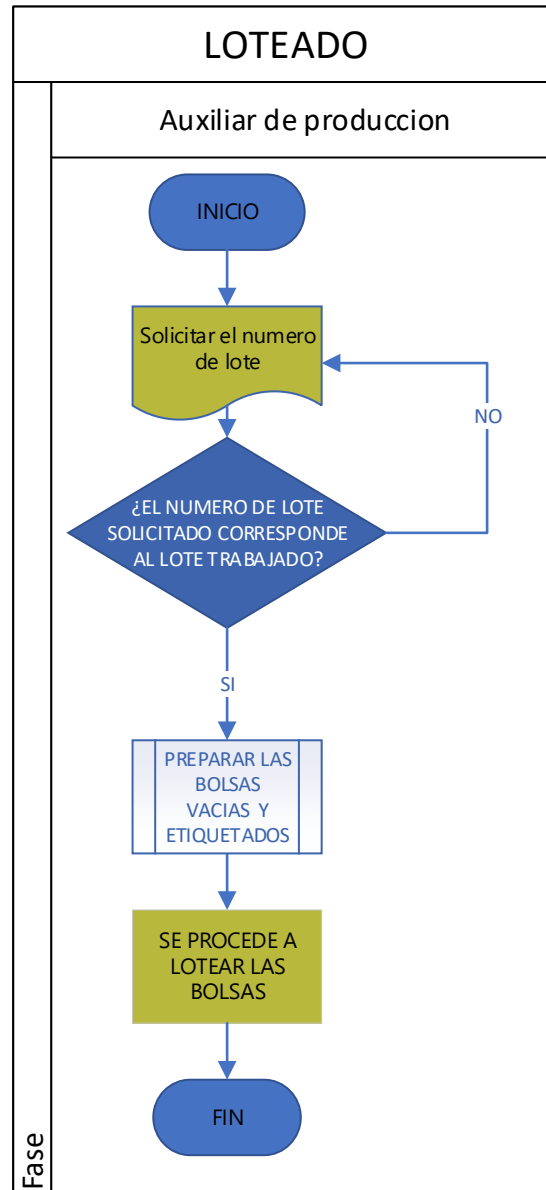 LOTEADO
Auxiliar de produccion
INICIO
Solicitar el numero
de lote
NO
¿EL NUMERO DE LOTE
SOLICITADO CORRESPONDE
AL LOTE TRABAJADO?
SI
PREPARAR LAS
BOLSAS
VACIAS Y
ETIQUETADOS
SE PROCEDE A
LOTEAR LAS
BOLSAS
FIN
Fase